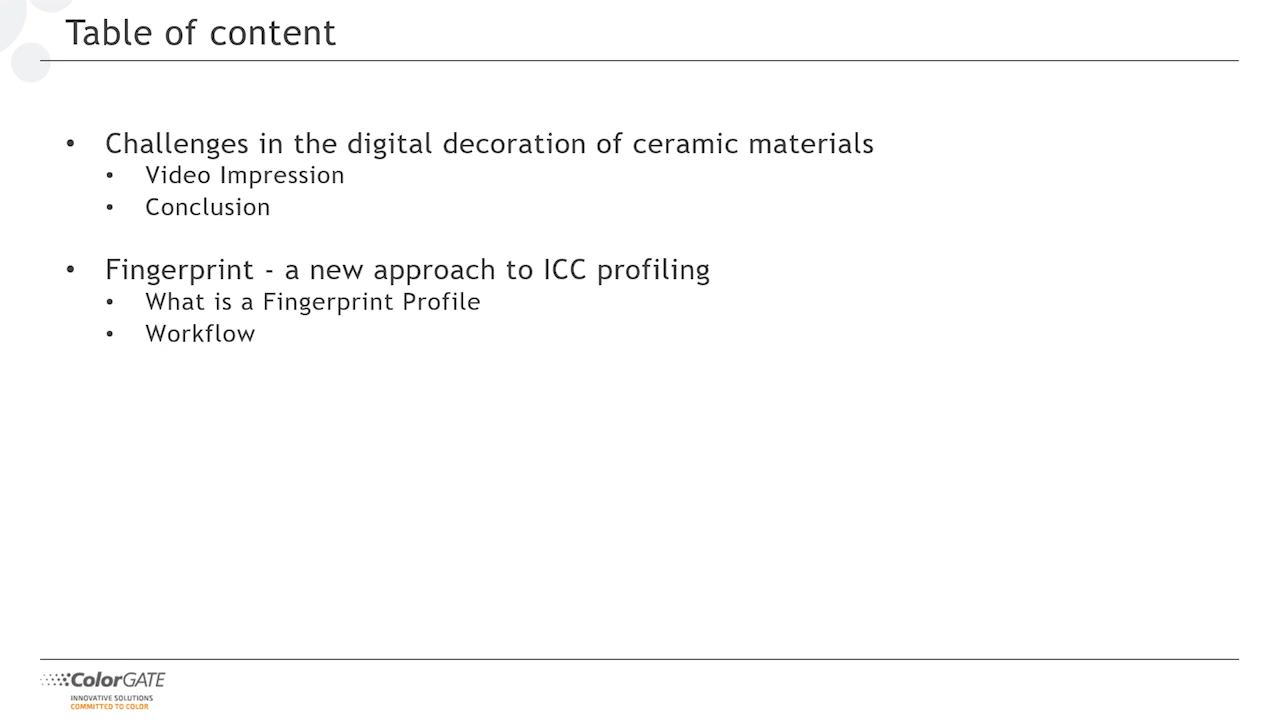 Table of content
• Challenges in the digital decoration of ceramic materials
• Video Impression
• Conclusion
• Fingerprint - a new approach to ICC profiling
• What is a Fingerprint Profile
• Workflow
ColorGATE
INNOVATIVE SOLUTIONS
COMMITTED TO COLOR